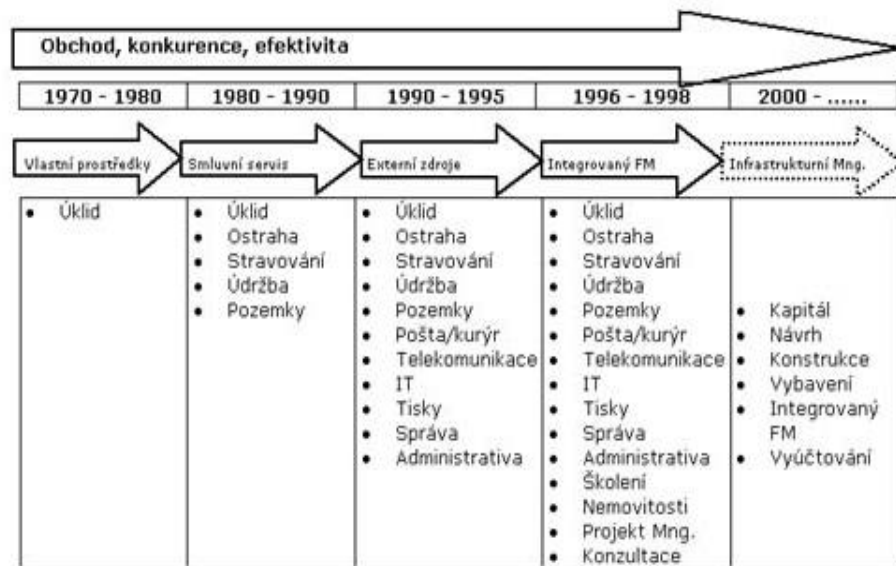 Obchod, konkurence, efektivita
1970 - 1980
1980 - 1990
1990 - 1995
1996 - 1998
2000 - ......
Vlastní prostředky
Smluvní servis
Externí zdroje
Integrovaný FM
Infrastrukturní Mng.
• Úklid
• Úklid
• Ostraha
• Stravování
• Údržba
• Pozemky
• Úklid
• Ostraha
• Stravování
• Údržba
• Pozemky
• Pošta/kurýr
• Telekomunikace
• IT
• Tisky
• Správa
• Administrativa
• Úklid
• Ostraha
• Stravování
• Údržba
• Pozemky
• Pošta/kurýr
• Telekomunikace
• IT
• Tisky
• Správa
• Administrativa
• Školení
• Nemovitosti
• Projekt Mng.
• Konzultace
• Kapitál
• Návrh
• Konstrukce
• Vybavení
• Integrovaný
FM
• Vyúčtování